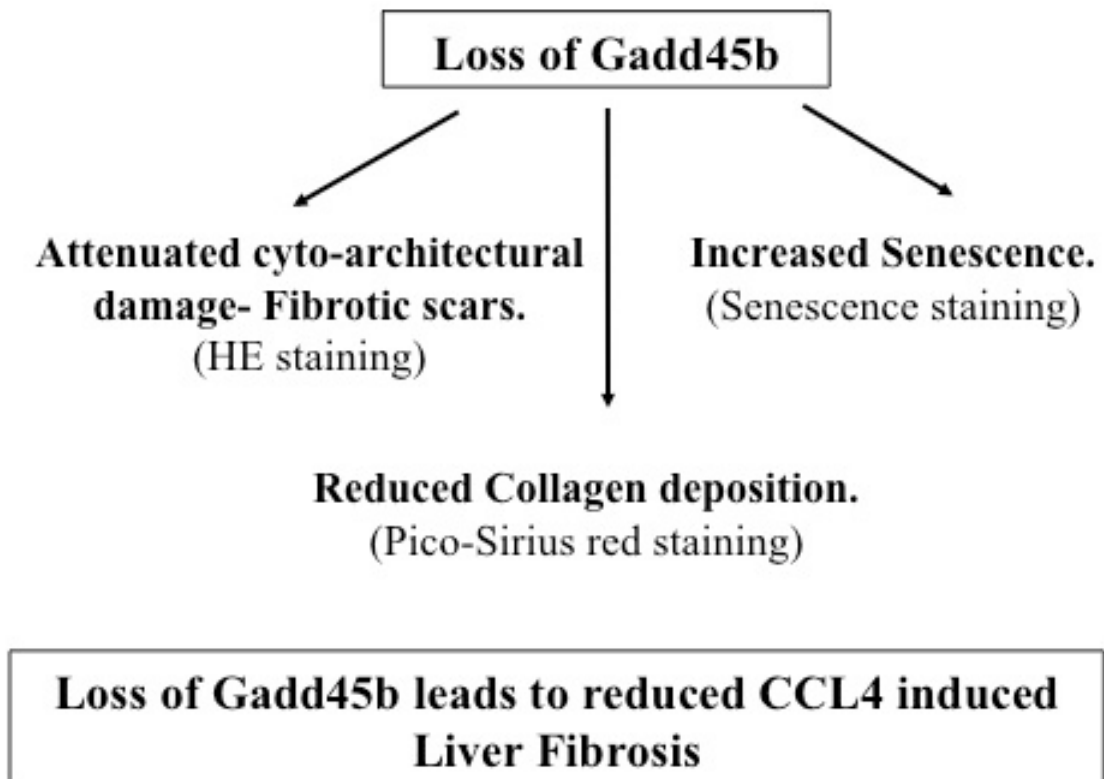 Loss of Gadd45b
Attenuated cyto-architectural
damage- Fibrotic scars.
(HE staining)
Increased Senescence.
(Senescence staining)
Reduced Collagen deposition.
(Pico-Sirius red staining)
Loss of Gadd45b leads to reduced CCL4 induced
Liver Fibrosis